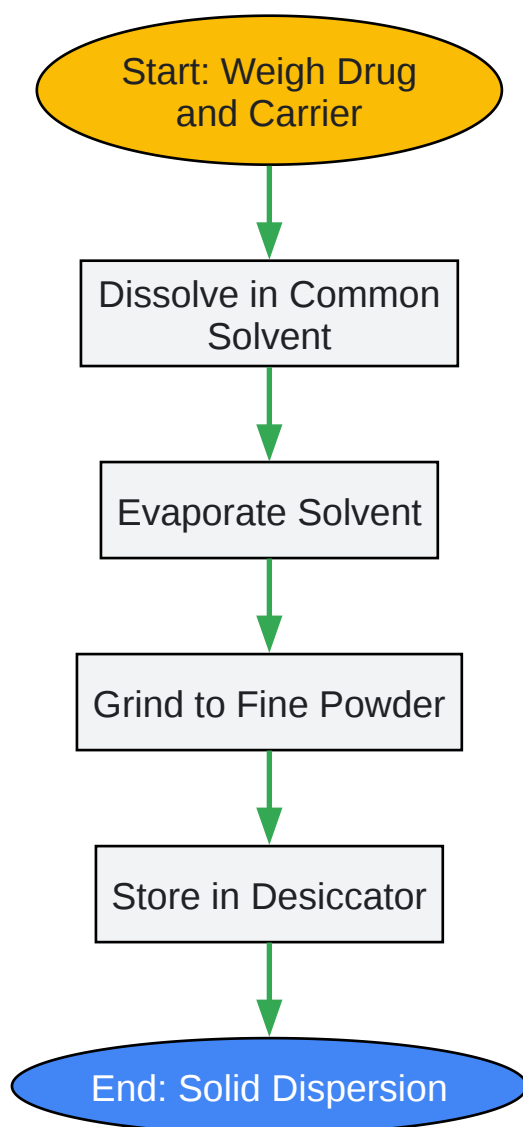 Start: Weigh Drug
and Carrier
Dissolve in Common
Solvent
Evaporate Solvent
Grind to Fine Powder
Store in Desiccator
End: Solid Dispersion